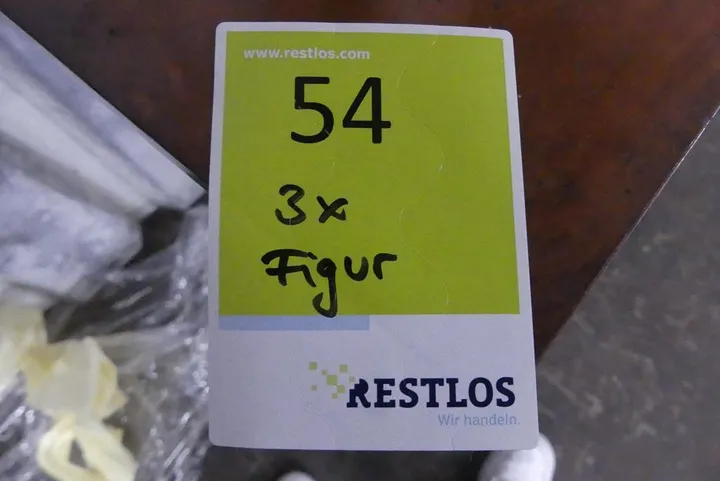 www.restlos.com
54
3x
Figur
RESTLOS
Wir handeln.